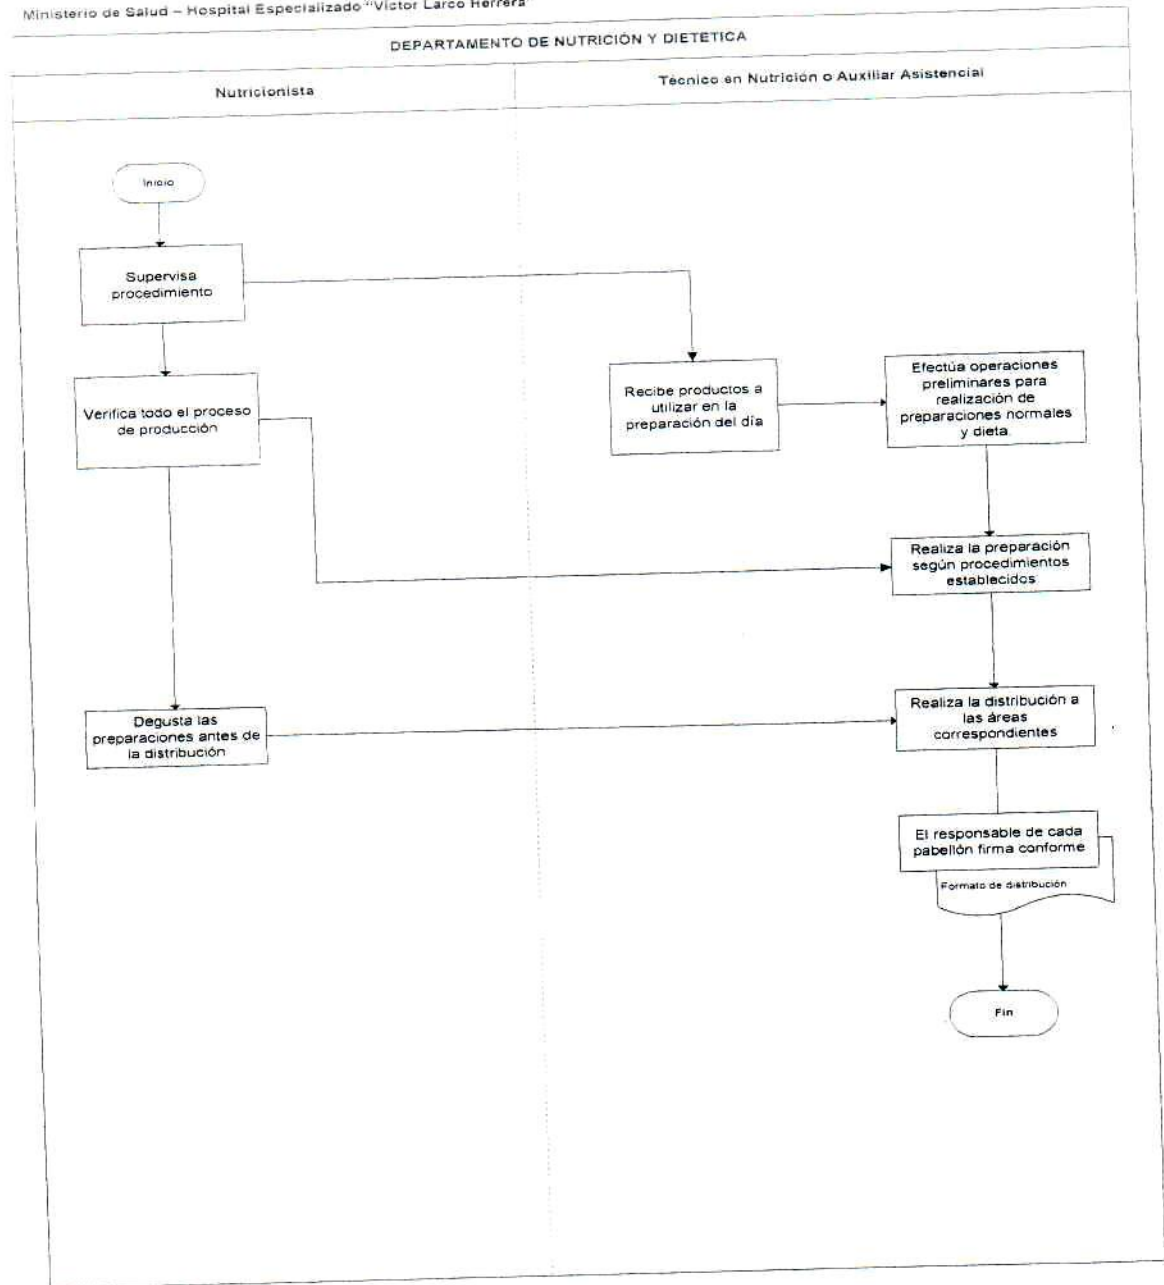 Ministerio de Salud – Hospital Especializado "Víctor Larco Herrera"
DEPARTAMENTO DE NUTRICIÓN Y DIETETICA
Nutricionista
Técnico en Nutrición o Auxiliar Asistencial
Inicio
Supervisa
procedimiento
Verifica todo el proceso
de producción
Recibe productos a
utilizar en la
preparación del día
Efectúa operaciones
preliminares para
realización de
preparaciones normales
y dieta.
Realiza la preparación
según procedimientos
establecidos
Degusta las
preparaciones antes de
la distribución
Realiza la distribución a
las áreas
correspondientes
El responsable de cada
pabellón firma conforme
Formato de distribución
Fin